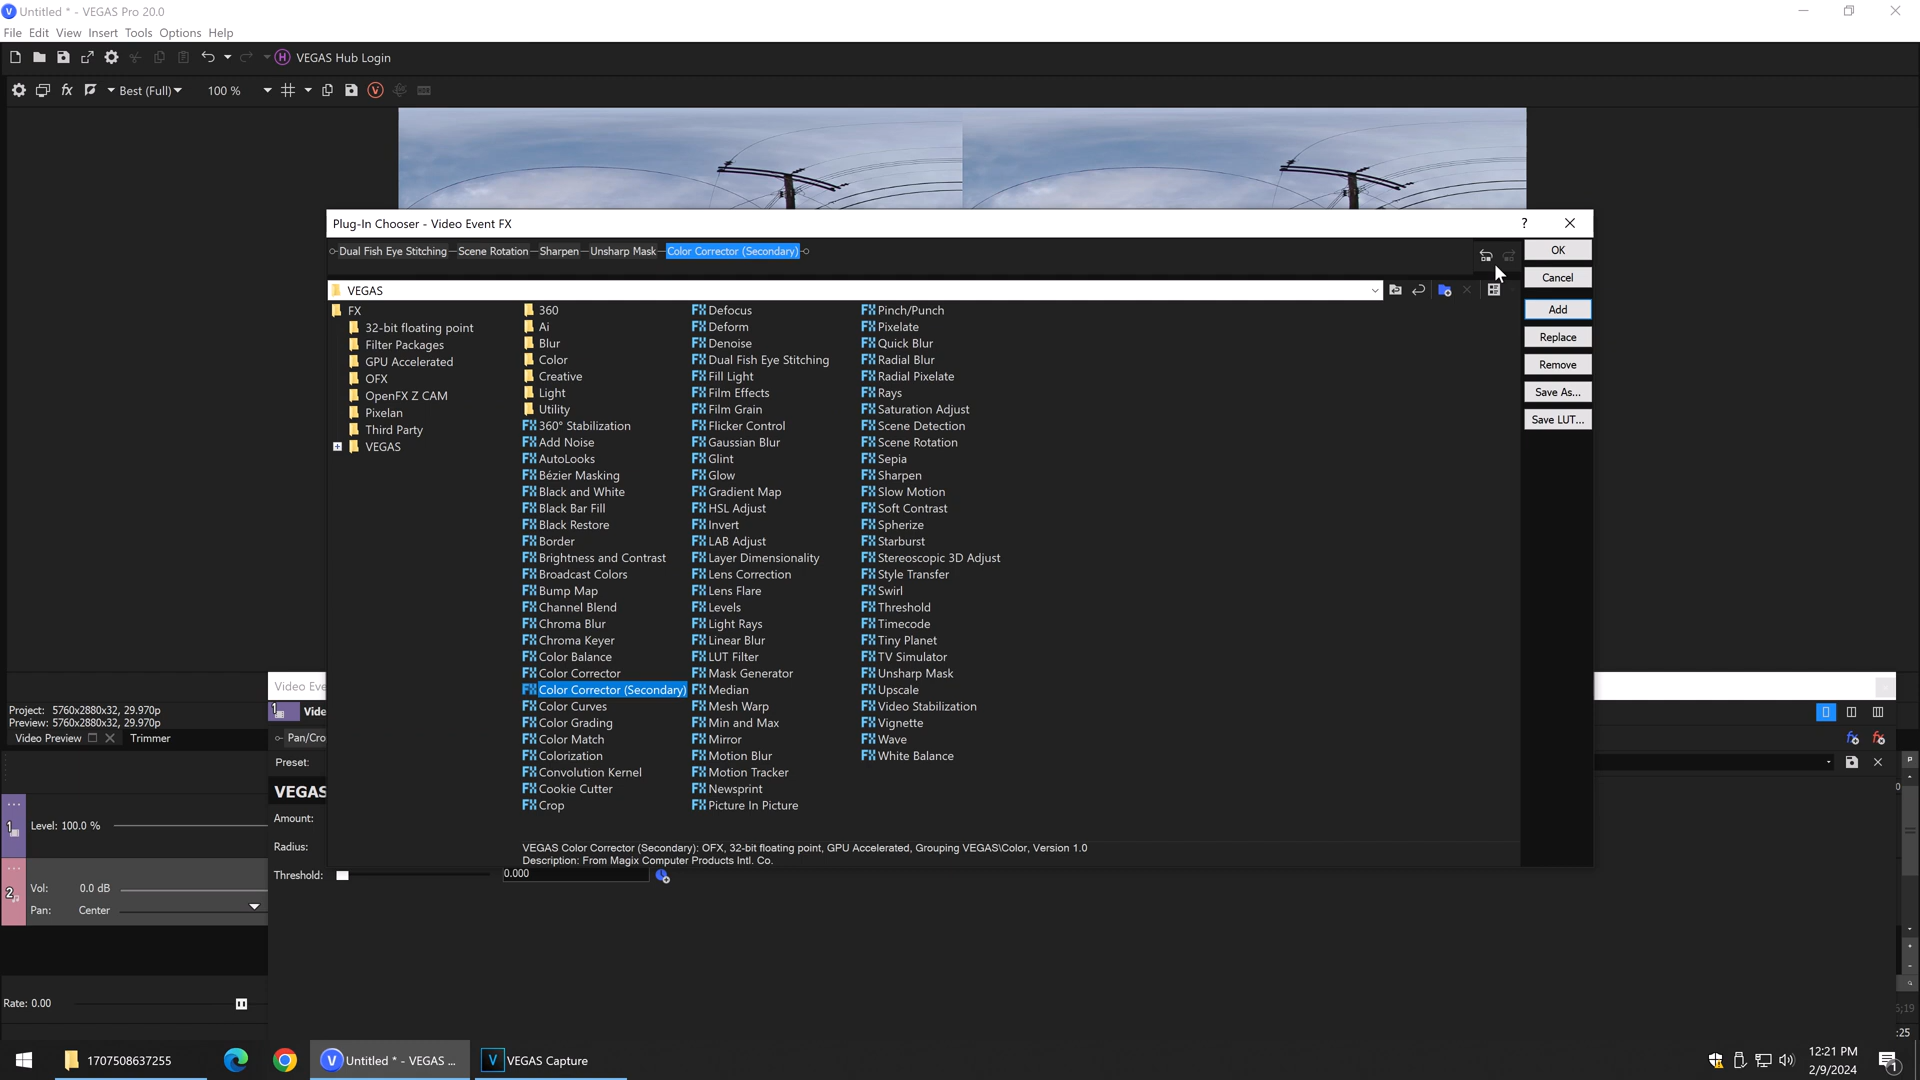 Untitled * - VEGAS Pro 20.0
File Edit View Insert Tools Options Help
VEGAS Hub Login
Best (Full) 100 %
Plug-In Chooser - Video Event FX
Dual Fish Eye Stitching Scene Rotation Sharpen Unsharp Mask Color Corrector (Secondary)
OK
Cancel
Add
Replace
Remove
Save As...
Save LUT...
VEGAS
FX
32-bit floating point
Filter Packages
GPU Accelerated
OFX
OpenFX Z CAM
Pixelan
Third Party
VEGAS
360
Ai
Blur
Color
Creative
Light
Utility
360° Stabilization
Add Noise
AutoLooks
Bézier Masking
Black and White
Black Bar Fill
Black Restore
Border
Brightness and Contrast
Broadcast Colors
Bump Map
Channel Blend
Chroma Blur
Chroma Keyer
Color Balance
Color Corrector
Color Corrector (Secondary)
Color Curves
Color Grading
Color Match
Colorization
Convolution Kernel
Cookie Cutter
Crop
Defocus
Deform
Denoise
Dual Fish Eye Stitching
Fill Light
Film Effects
Film Grain
Flicker Control
Gaussian Blur
Glint
Glow
Gradient Map
HSL Adjust
Invert
LAB Adjust
Layer Dimensionality
Lens Correction
Lens Flare
Levels
Light Rays
Linear Blur
LUT Filter
Mask Generator
Median
Mesh Warp
Min and Max
Mirror
Motion Blur
Motion Tracker
Newsprint
Picture In Picture
Pinch/Punch
Pixelate
Quick Blur
Radial Blur
Radial Pixelate
Rays
Saturation Adjust
Scene Detection
Scene Rotation
Sepia
Sharpen
Slow Motion
Soft Contrast
Spherize
Starburst
Stereoscopic 3D Adjust
Style Transfer
Swirl
Threshold
Timecode
Tiny Planet
TV Simulator
Unsharp Mask
Upscale
Video Stabilization
Vignette
Wave
White Balance
VEGAS Color Corrector (Secondary): OFX, 32-bit floating point, GPU Accelerated, Grouping VEGAS\Color, Version 1.0
Description: From Magix Computer Products Intl. Co.
Project: 5760x2880x32, 29.970p
Preview: 5760x2880x32, 29.970p
Video Preview Trimmer
Video Eve
1 Vide
Pan/Cro
Preset:
VEGAS
Amount:
Radius:
Threshold: 0.000
1 Level: 100.0 %
2 Vol: 0.0 dB
Pan: Center
Rate: 0.00
1707508637255
Untitled * - VEGAS ...
VEGAS Capture
12:21 PM
2/9/2024
1